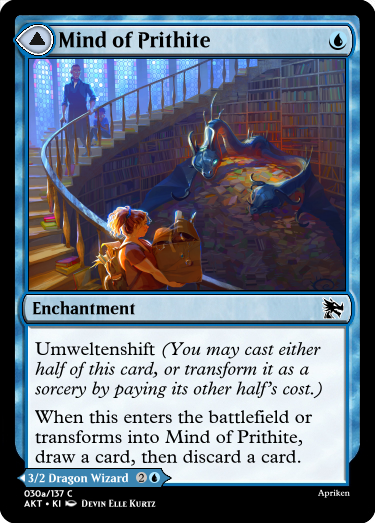 Mind of Prithite
Enchantment
Umweltenshift (You may cast either
half of this card, or transform it as a
sorcery by paying its other half's cost.)
When this enters the battlefield or
transforms into Mind of Prithite,
draw a card, then discard a card.
3/2 Dragon Wizard 2
030a/137 C
Apriken
AKT • KI Devin Elle Kurtz